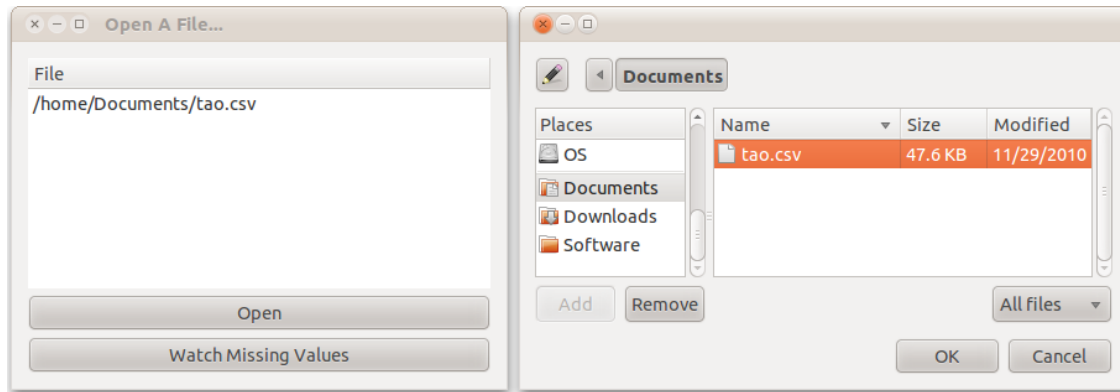 Open A File...
File
/home/Documents/tao.csv
Open
Watch Missing Values
Documents
Places
OS
Documents
Downloads
Software
Name Size Modified
tao.csv 47.6 KB 11/29/2010
Add Remove All files
OK Cancel